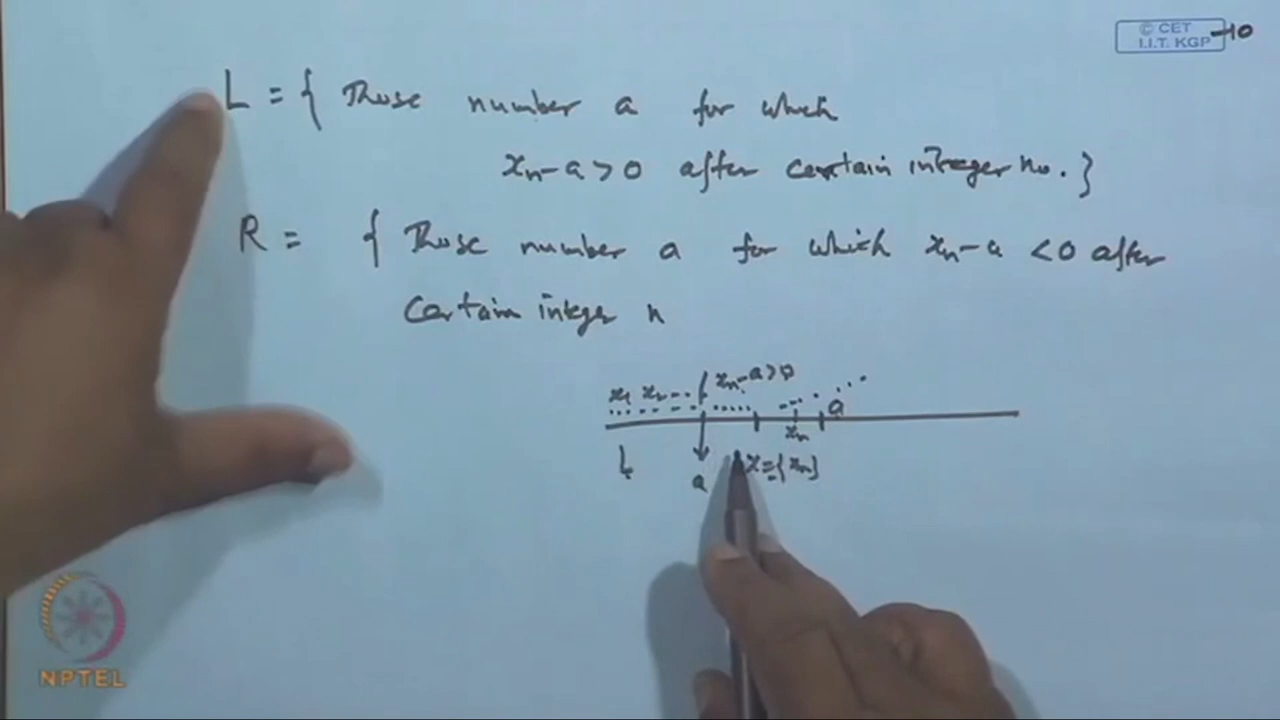 © CET
I.I.T. KGP
10
L = { Those number a for which
xn - a > 0 after certain integer no. }
R = { Those number a for which xn - a < 0 after
Certain integer n
x1 x2 -- xn - a > 0
a
xn
L
a
x = {xn}
NPTEL